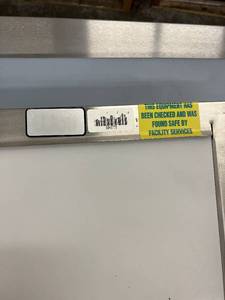 THIS EQUIPMENT HAS
BEEN CHECKED AND WAS
FOUND SAFE BY
FACILITY SERVICES